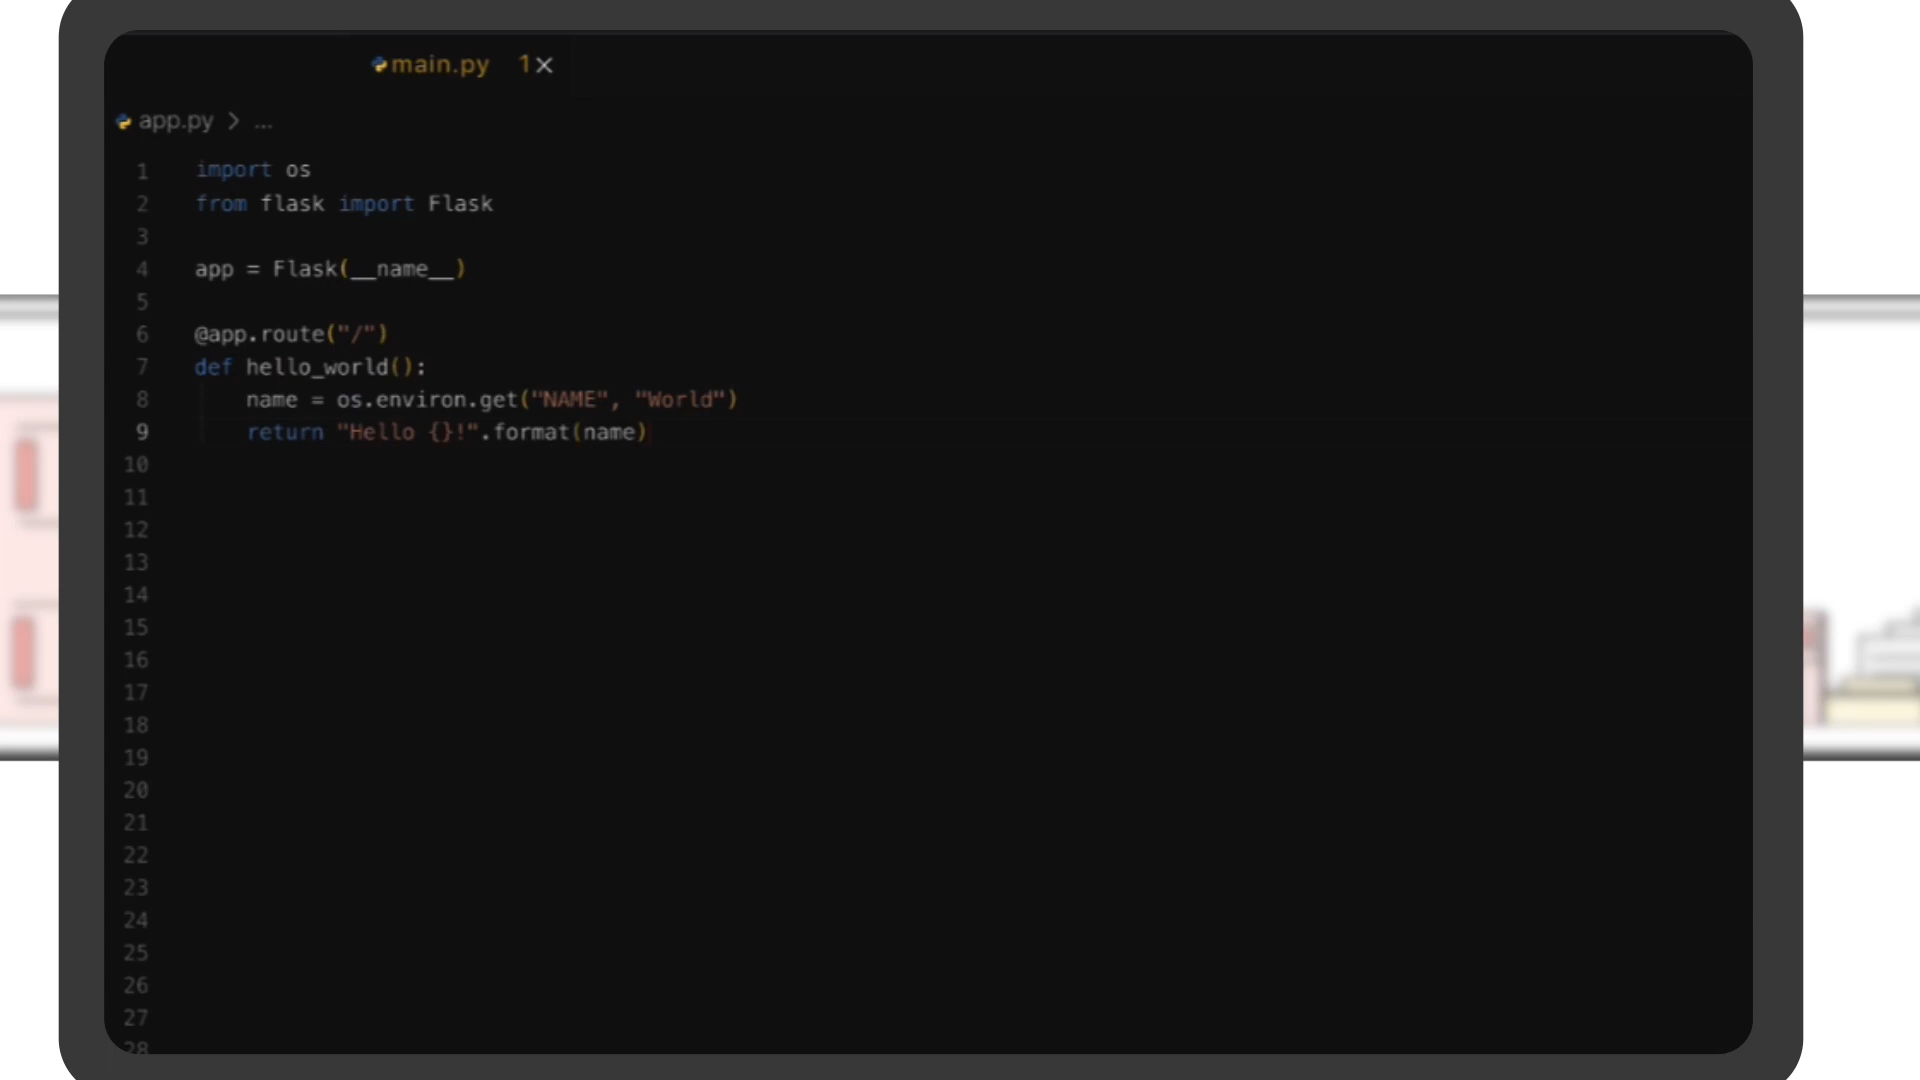 main.py 1
app.py > ...
1 import os
2 from flask import Flask
3
4 app = Flask(__name__)
5
6 @app.route("/")
7 def hello_world():
8 name = os.environ.get("NAME", "World")
9 return "Hello {}!".format(name)
10
11
12
13
14
15
16
17
18
19
20
21
22
23
24
25
26
27
28